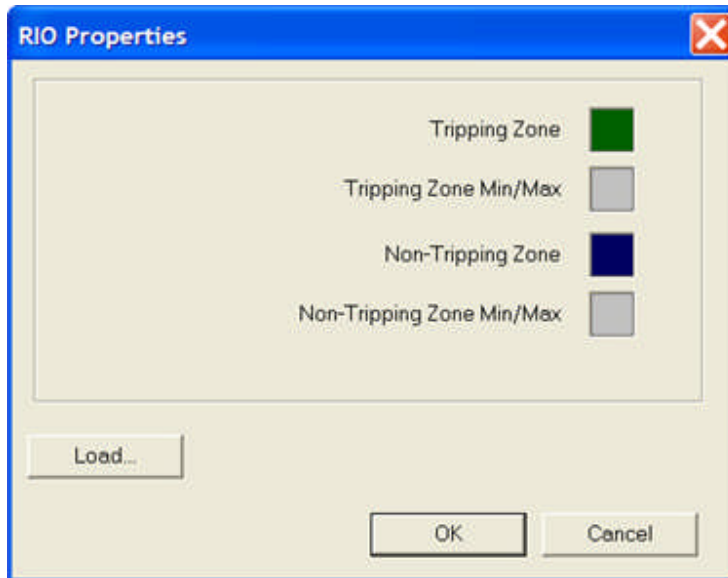 RIO Properties
Tripping Zone
Tripping Zone Min/Max
Non-Tripping Zone
Non-Tripping Zone Min/Max
Load...
OK
Cancel